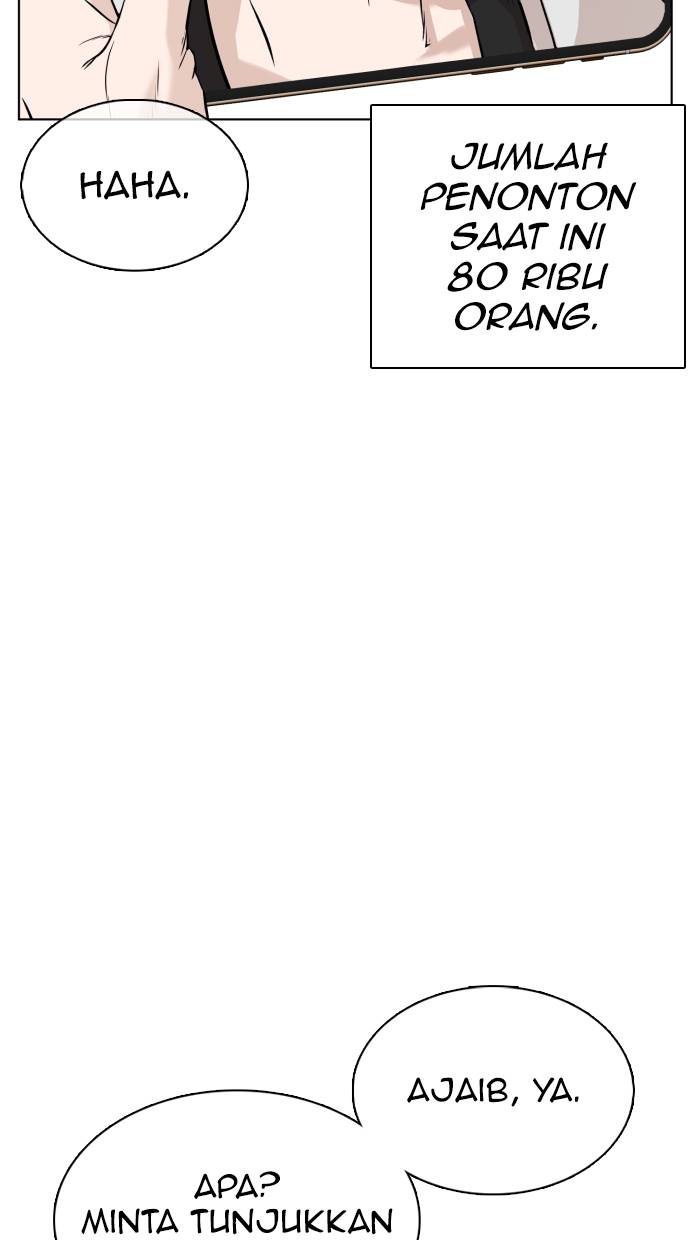 HAHA.
JUMLAH
PENONTON
SAAT INI
80 RIBU
ORANG.
AJAIB, YA.
APA?
MINTA TUNJUKKAN